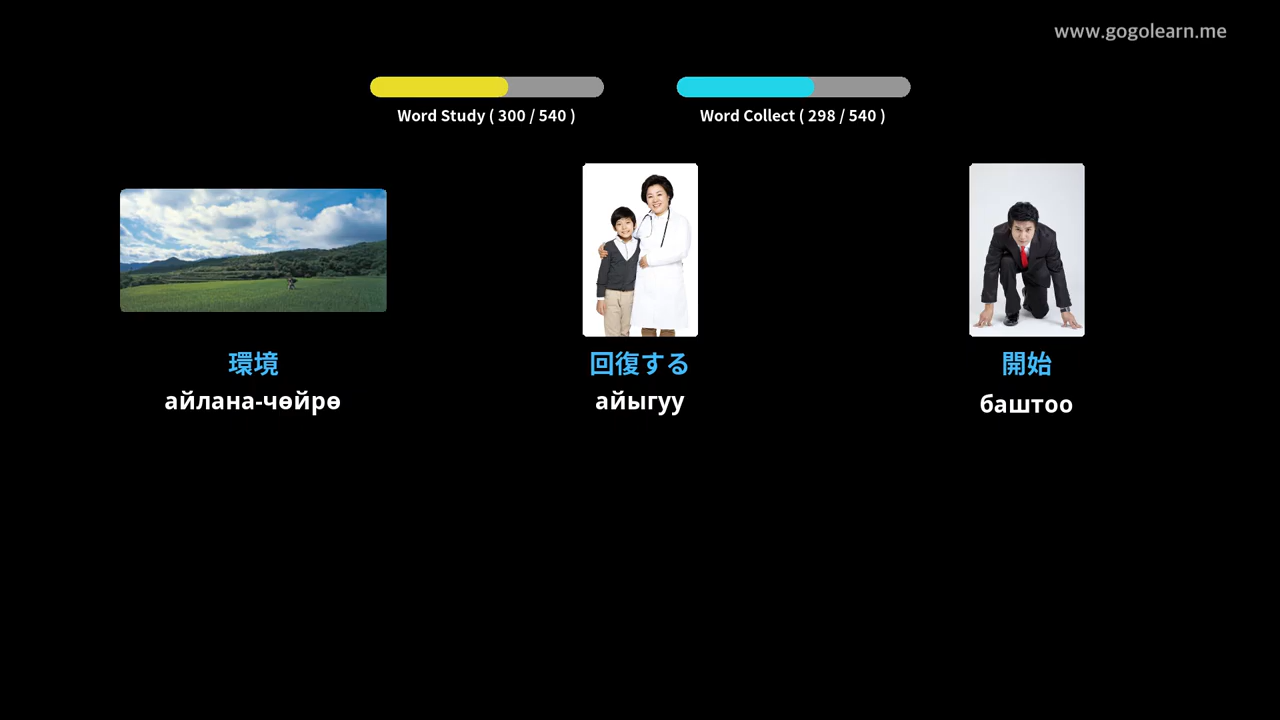 www.gogolearn.me
Word Study ( 300 / 540 )
Word Collect ( 298 / 540 )
環境
айлана-чөйрө
回復する
айыгуу
開始
баштоо